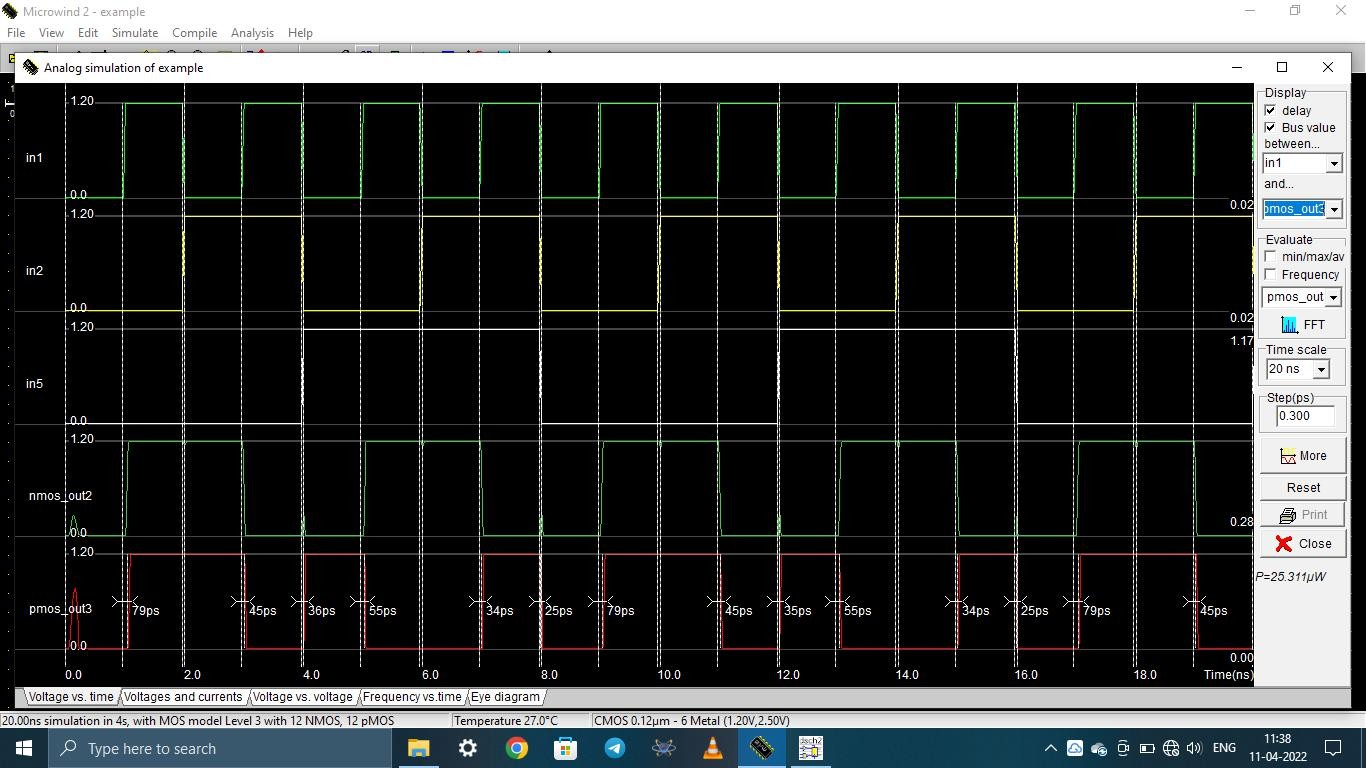 Microwind 2 - example
File View Edit Simulate Compile Analysis Help
Analog simulation of example
in1
1.20
0.0
0.02
in2
1.20
0.0
0.02
in5
1.20
0.0
1.17
nmos_out2
1.20
0.0
0.28
pmos_out3
1.20
0.0
0.00
79ps 45ps 36ps 55ps 34ps 25ps 79ps 45ps 35ps 55ps 34ps 25ps 79ps 45ps
0.0 2.0 4.0 6.0 8.0 10.0 12.0 14.0 16.0 18.0 Time(ns)
Display
delay
Bus value
between...
in1
and...
pmos_out3
Evaluate
min/max/av
Frequency
pmos_out
FFT
Time scale
20 ns
Step(ps)
0.300
More
Reset
Print
Close
P=25.311µW
Voltage vs. time Voltages and currents Voltage vs. voltage Frequency vs.time Eye diagram
20.00ns simulation in 4s, with MOS model Level 3 with 12 NMOS, 12 pMOS Temperature 27.0°C CMOS 0.12µm - 6 Metal (1.20V,2.50V)
Type here to search
dsch2
ENG
11:38
11-04-2022